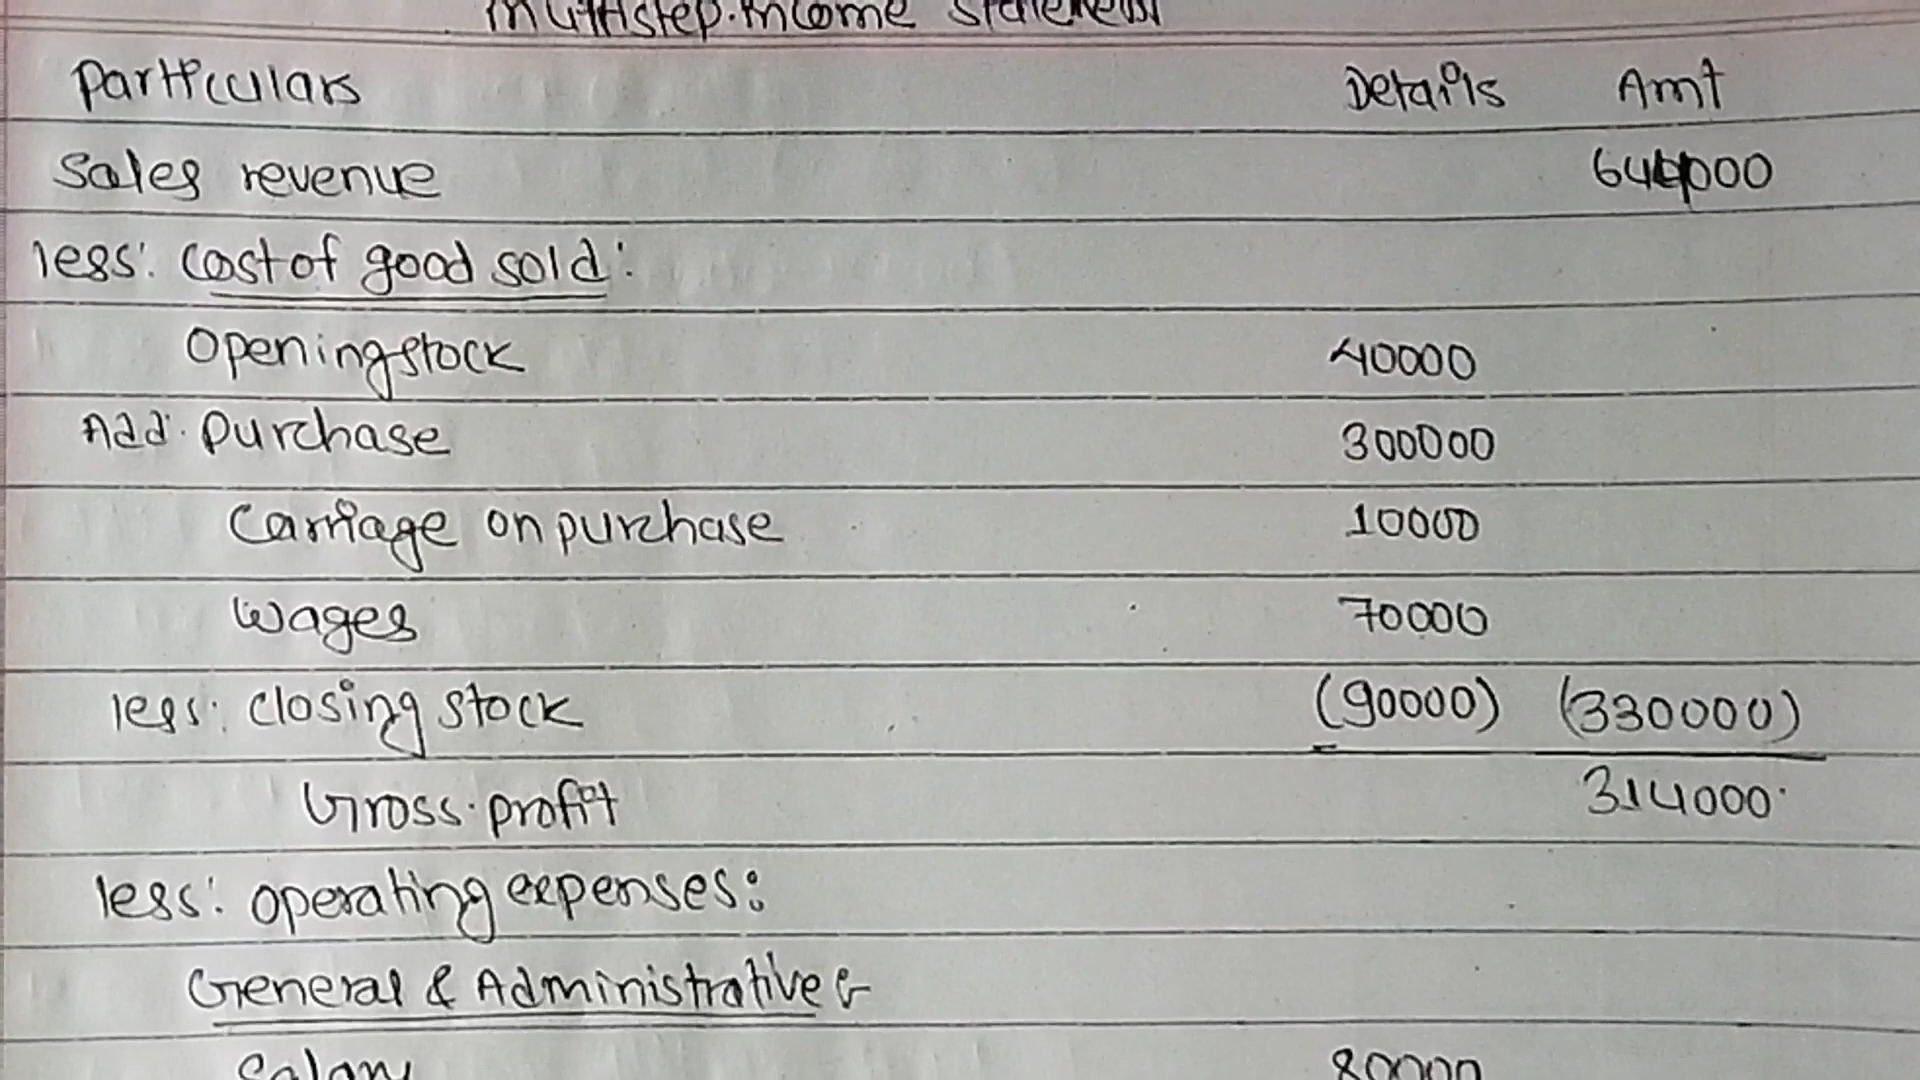 Multistep Income Statement
Particulars Details Amt
Sales revenue 644000
less: Cost of good sold:
Opening stock 40000
Add: Purchase 300000
Carriage on purchase 10000
Wages 70000
less: Closing stock (90000) (330000)
Gross profit 314000
less: operating expenses:
General & Administrative
Salary 80000